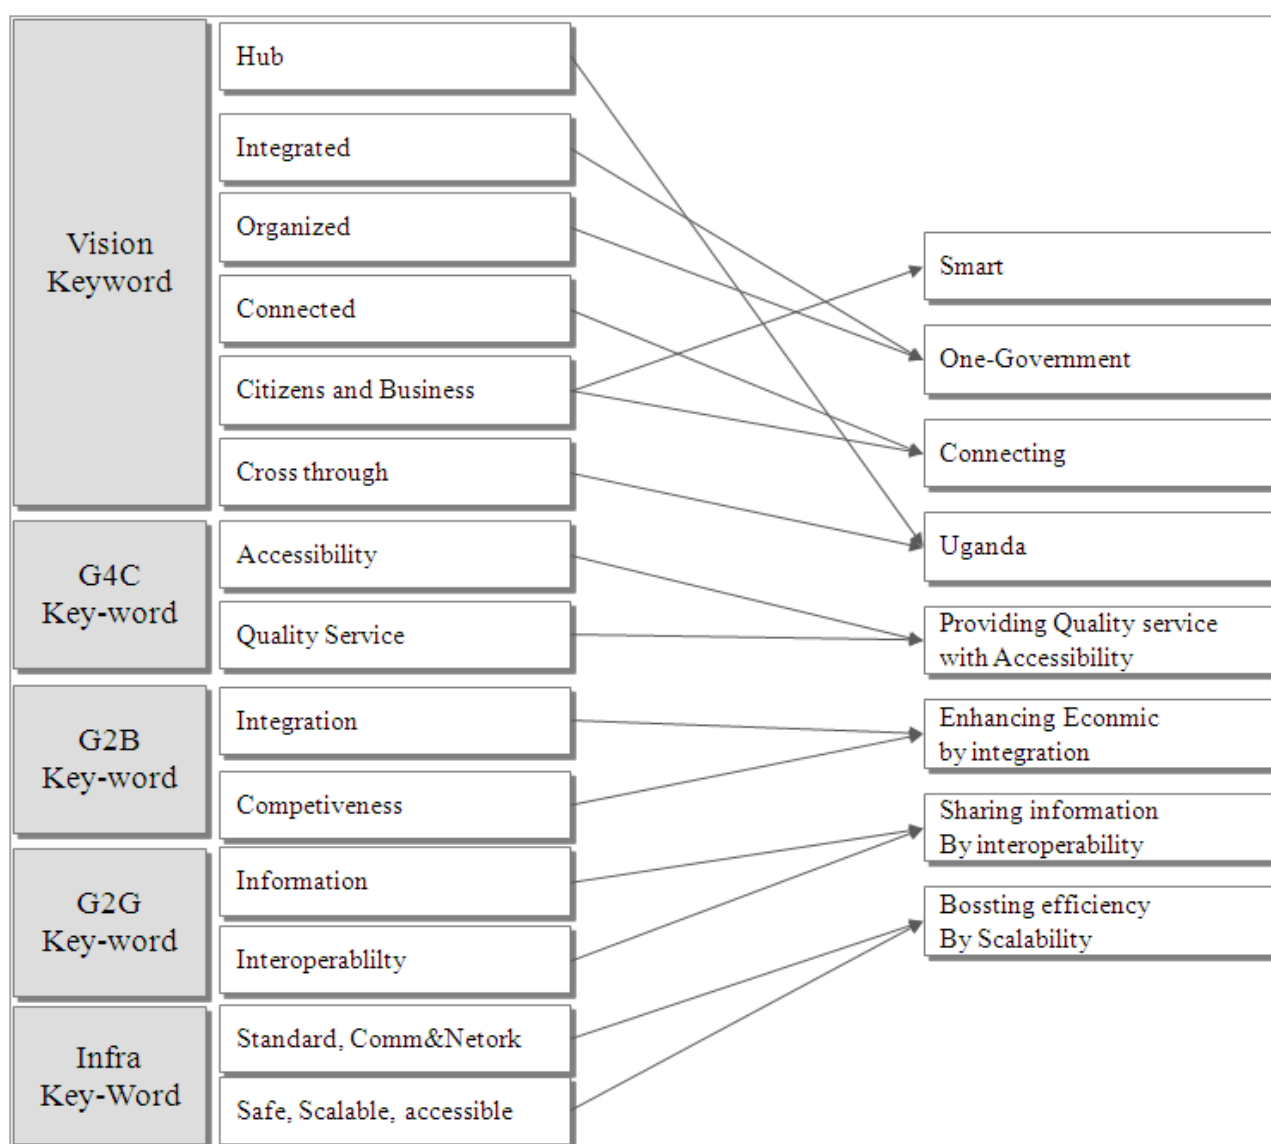 Vision
Keyword
Hub
Integrated
Organized
Connected
Citizens and Business
Cross through
G4C
Key-word
Accessibility
Quality Service
G2B
Key-word
Integration
Competiveness
G2G
Key-word
Information
Interoperablilty
Infra
Key-Word
Standard, Comm&Netork
Safe, Scalable, accessible
Smart
One-Government
Connecting
Uganda
Providing Quality service
with Accessibility
Enhancing Econmic
by integration
Sharing information
By interoperability
Bossting efficiency
By Scalability